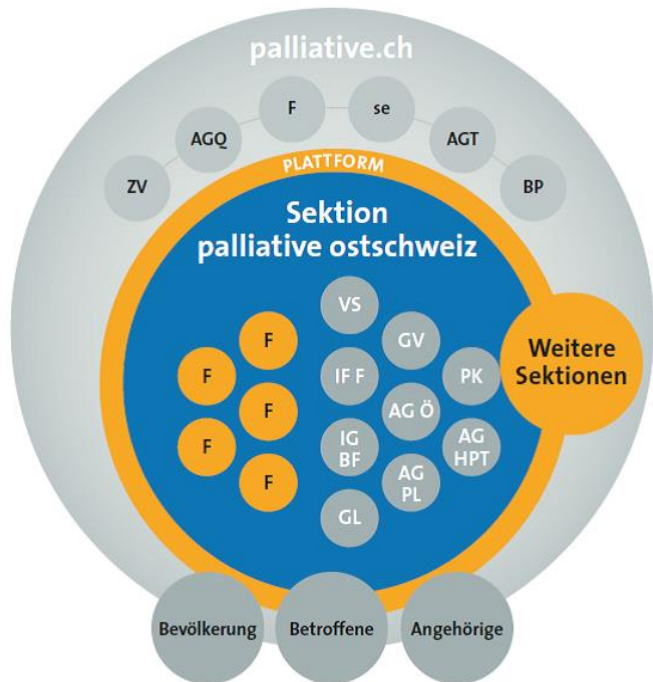 palliative.ch
F
se
AGQ
AGT
ZV
BP
PLATTFORM
Sektion
palliative ostschweiz
VS
F
GV
F
IF F
PK
Weitere
Sektionen
F
AG Ö
F
IG
BF
AG
HPT
F
AG
PL
GL
Bevölkerung
Betroffene
Angehörige